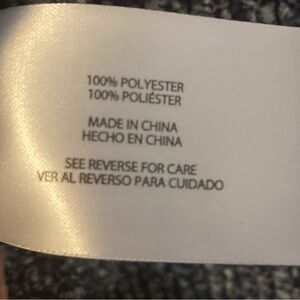 100% POLYESTER
100% POLIÉSTER
MADE IN CHINA
HECHO EN CHINA
SEE REVERSE FOR CARE
VER AL REVERSO PARA CUIDADO